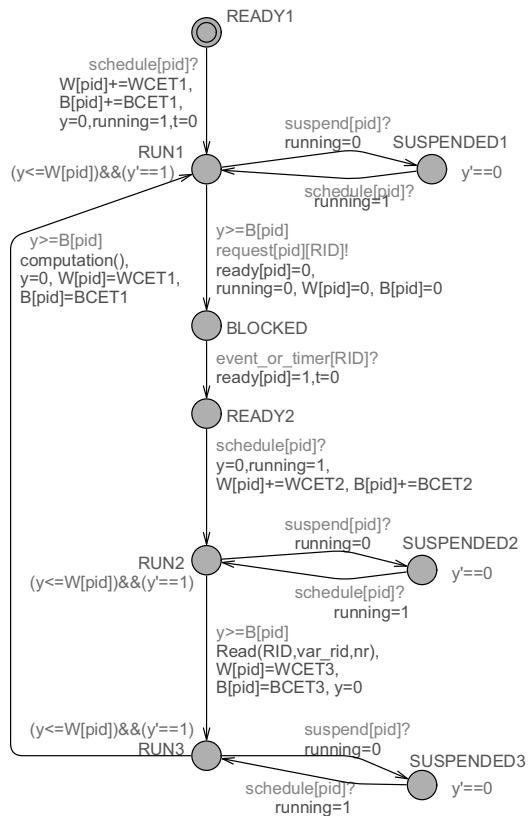 READY1
schedule[pid]?
W[pid]+=WCET1,
B[pid]+=BCET1,
y=0,running=1,t=0
suspend[pid]?
running=0
RUN1
SUSPENDED1
(y<=W[pid])&&(y'==1)
y'==0
schedule[pid]?
running=1
y>=B[pid]
computation(),
y=0, W[pid]=WCET1,
B[pid]=BCET1
y>=B[pid]
request[pid][RID]!
ready[pid]=0,
running=0, W[pid]=0, B[pid]=0
BLOCKED
event_or_timer[RID]?
ready[pid]=1,t=0
READY2
schedule[pid]?
y=0,running=1,
W[pid]+=WCET2, B[pid]+=BCET2
suspend[pid]?
running=0
SUSPENDED2
RUN2
(y<=W[pid])&&(y'==1)
y'==0
schedule[pid]?
running=1
y>=B[pid]
Read(RID,var_rid,nr),
W[pid]=WCET3,
B[pid]=BCET3, y=0
(y<=W[pid])&&(y'==1)
RUN3
suspend[pid]?
running=0
SUSPENDED3
y'==0
schedule[pid]?
running=1